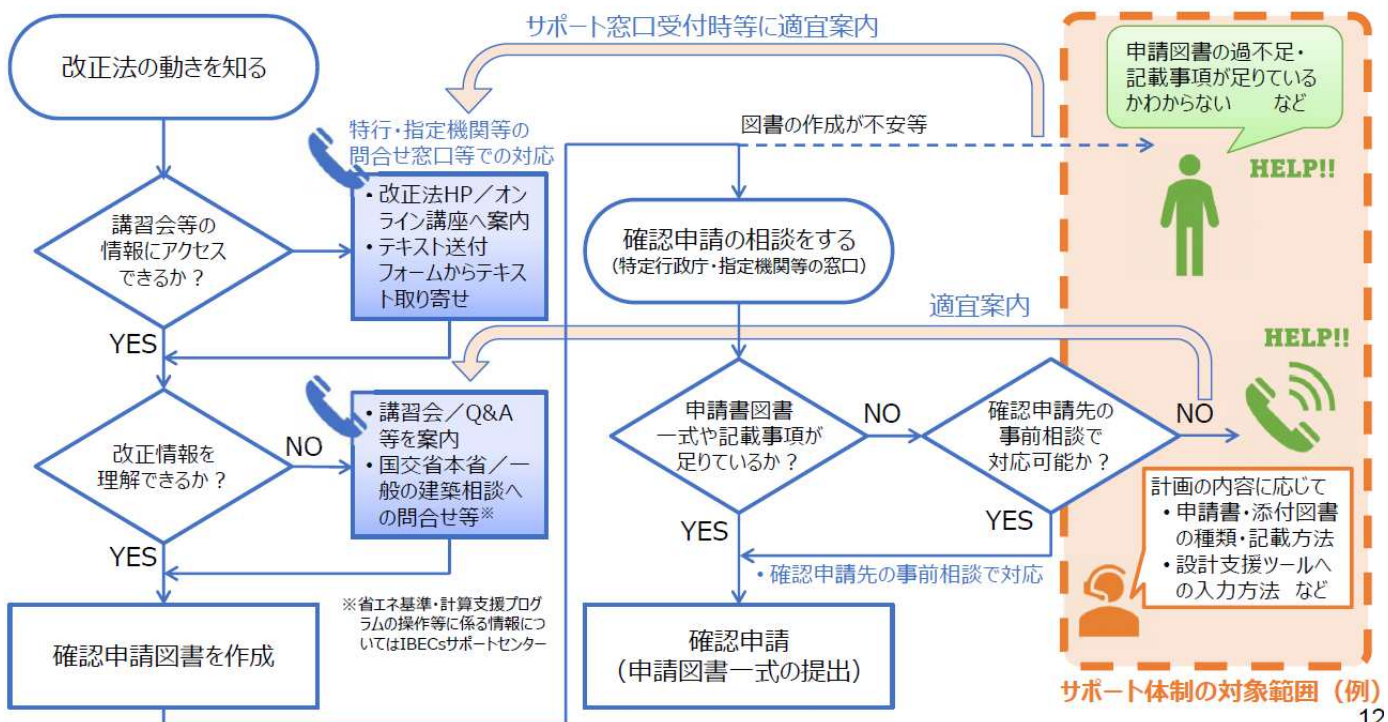 サポート窓口受付時等に適宜案内
改正法の動きを知る
申請図書の過不足・
記載事項が足りている
かわからない など
特行・指定機関等の
問合せ窓口等での対応
図書の作成が不安等
HELP!!
・改正法HP／オン
ライン講座へ案内
・テキスト送付
フォームからテキス
ト取り寄せ
講習会等の
情報にアクセス
できるか？
確認申請の相談をする
（特定行政庁・指定機関等の窓口）
YES
適宜案内
HELP!!
・講習会／Q&A
等を案内
・国交省本省／一
般の建築相談へ
の問合せ等※
改正情報を
理解できるか？
NO
申請書図書
一式や記載事項が
足りているか？
NO
確認申請先の
事前相談で
対応可能か？
NO
計画の内容に応じて
・申請書・添付図書
の種類・記載方法
・設計支援ツールへ
の入力方法 など
YES
YES
YES
・確認申請先の事前相談で対応
※省エネ基準・計算支援プログ
ラムの操作等に係る情報につ
いてはIBECsサポートセンター
確認申請図書を作成
確認申請
（申請図書一式の提出）
サポート体制の対象範囲（例）
12